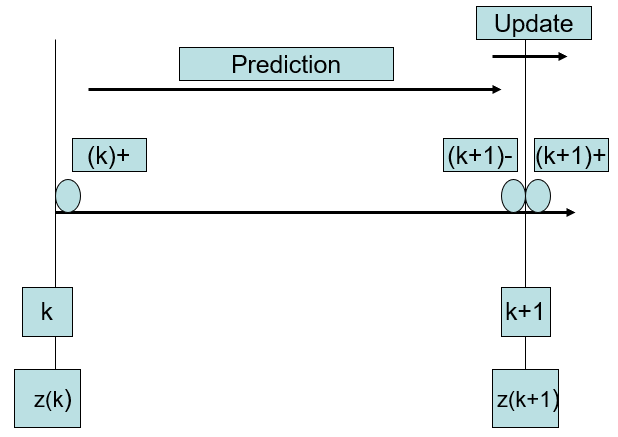 Update
Prediction
(k)+
(k+1)-
(k+1)+
k
k+1
z(k)
z(k+1)